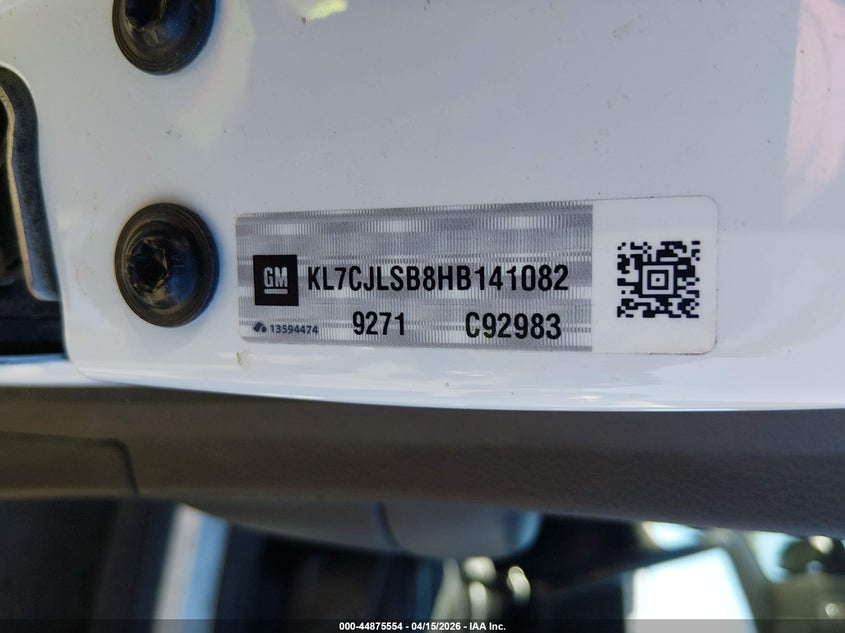 GM KL7CJLSB8HB141082
13594474 9271 C92983
000-44875554 - 04/15/2026 - IAA Inc.